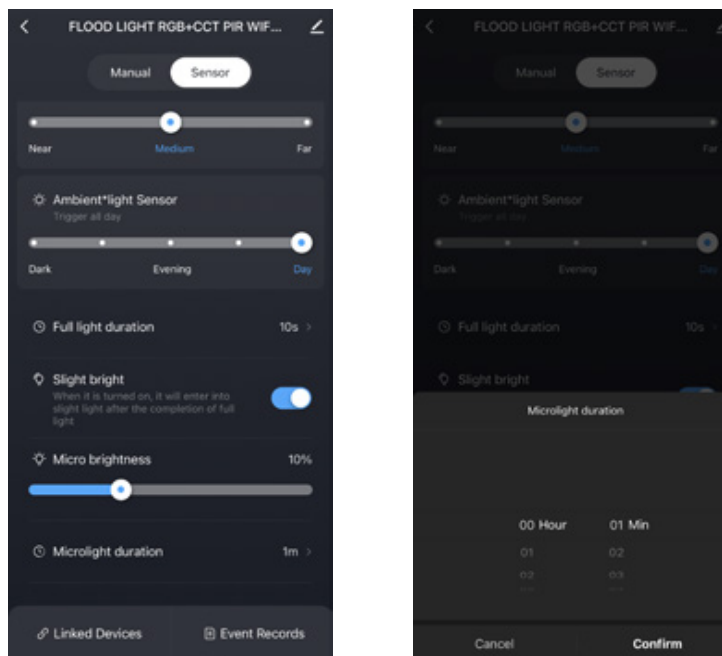 FLOOD LIGHT RGB+CCT PIR WIF...
Manual Sensor
Near Medium Far
Ambient*light Sensor
Trigger all day
Dark Evening Day
Full light duration 10s
Slight bright
When it is turned on, it will enter into
slight light after the completion of full
light
Micro brightness 10%
Microlight duration 1m
Linked Devices Event Records
FLOOD LIGHT RGB+CCT PIR WIF...
Manual Sensor
Near Medium Far
Ambient*light Sensor
Trigger all day
Dark Evening Day
Full light duration 10s
Slight bright
Microlight duration
00 Hour 01 Min
01 02
02 03
Cancel Confirm